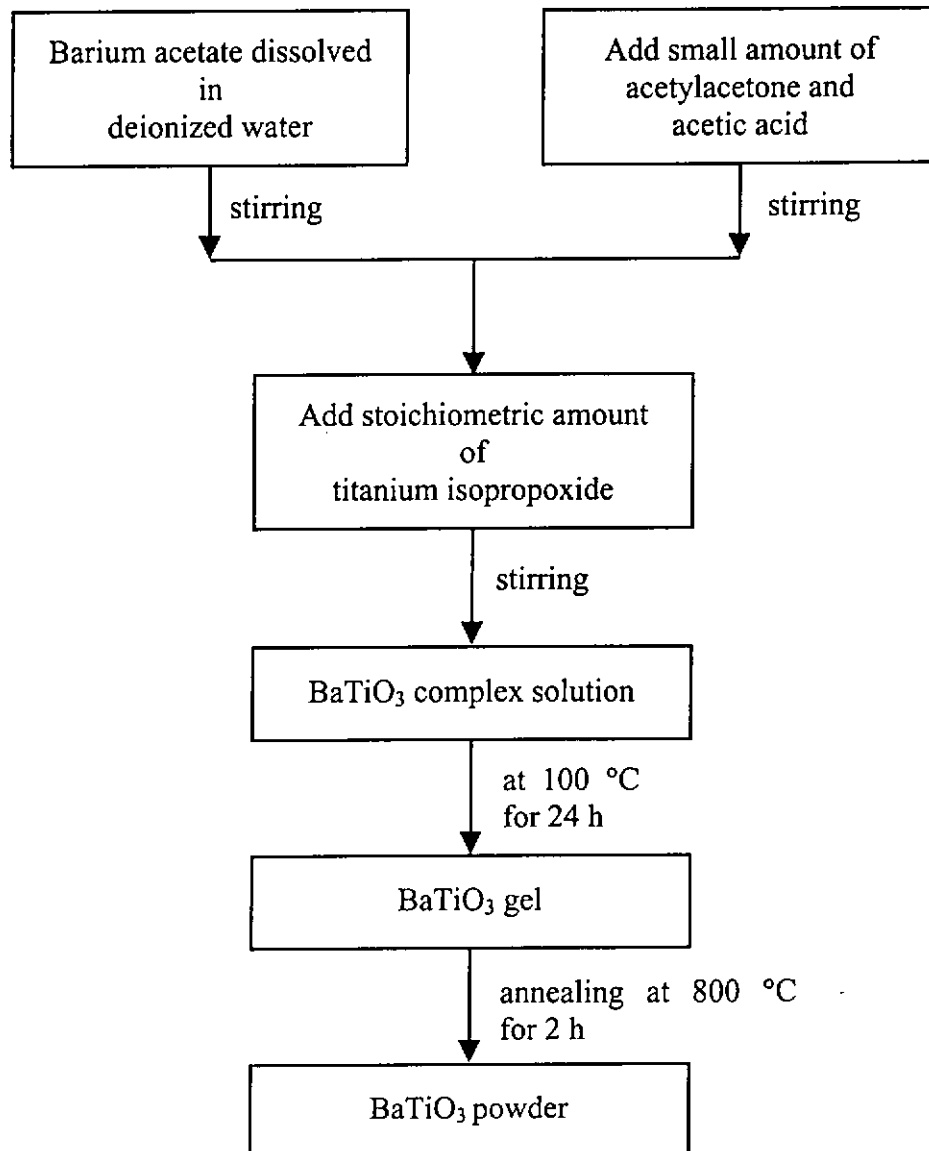 Barium acetate dissolved
in
deionized water
Add small amount of
acetylacetone and
acetic acid
stirring
stirring
Add stoichiometric amount
of
titanium isopropoxide
stirring
BaTiO₃ complex solution
at 100 ºC
for 24 h
BaTiO₃ gel
annealing at 800 ºC
for 2 h
BaTiO₃ powder